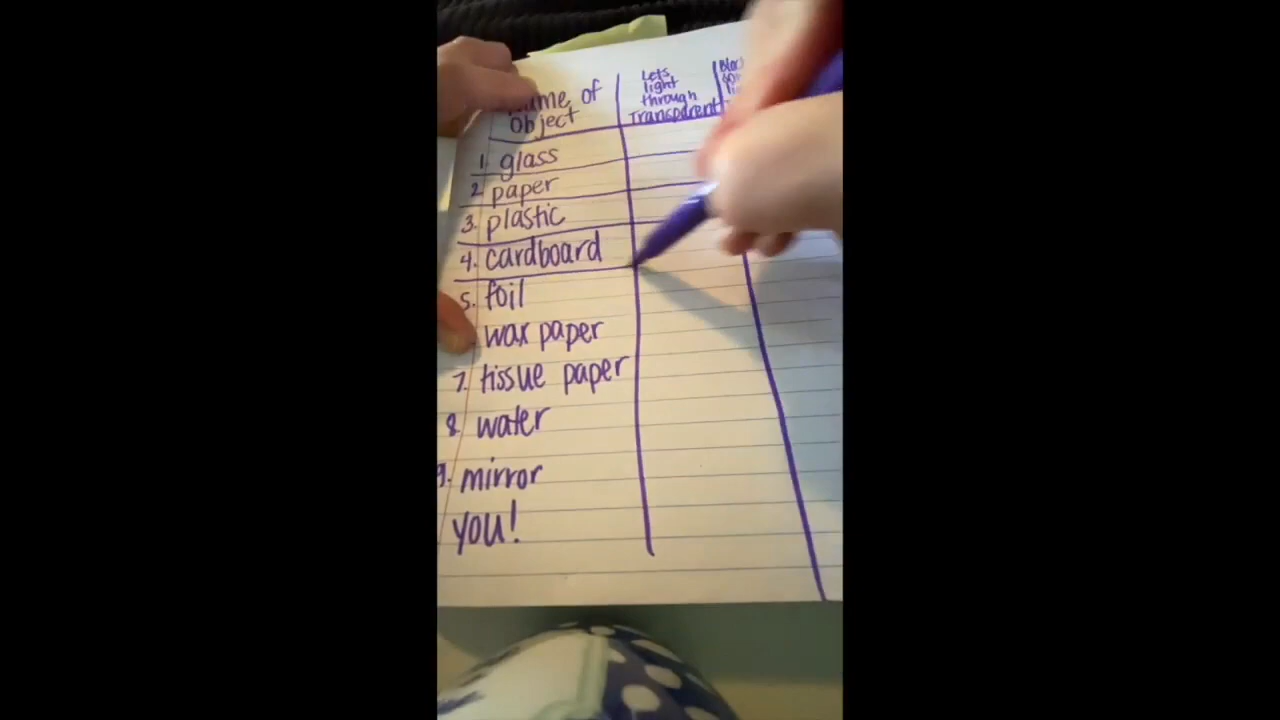 Name of
Object
Lets
light
through
Transparent
1. glass
2. paper
3. plastic
4. cardboard
5. foil
wax paper
7. tissue paper
8. water
9. mirror
you!